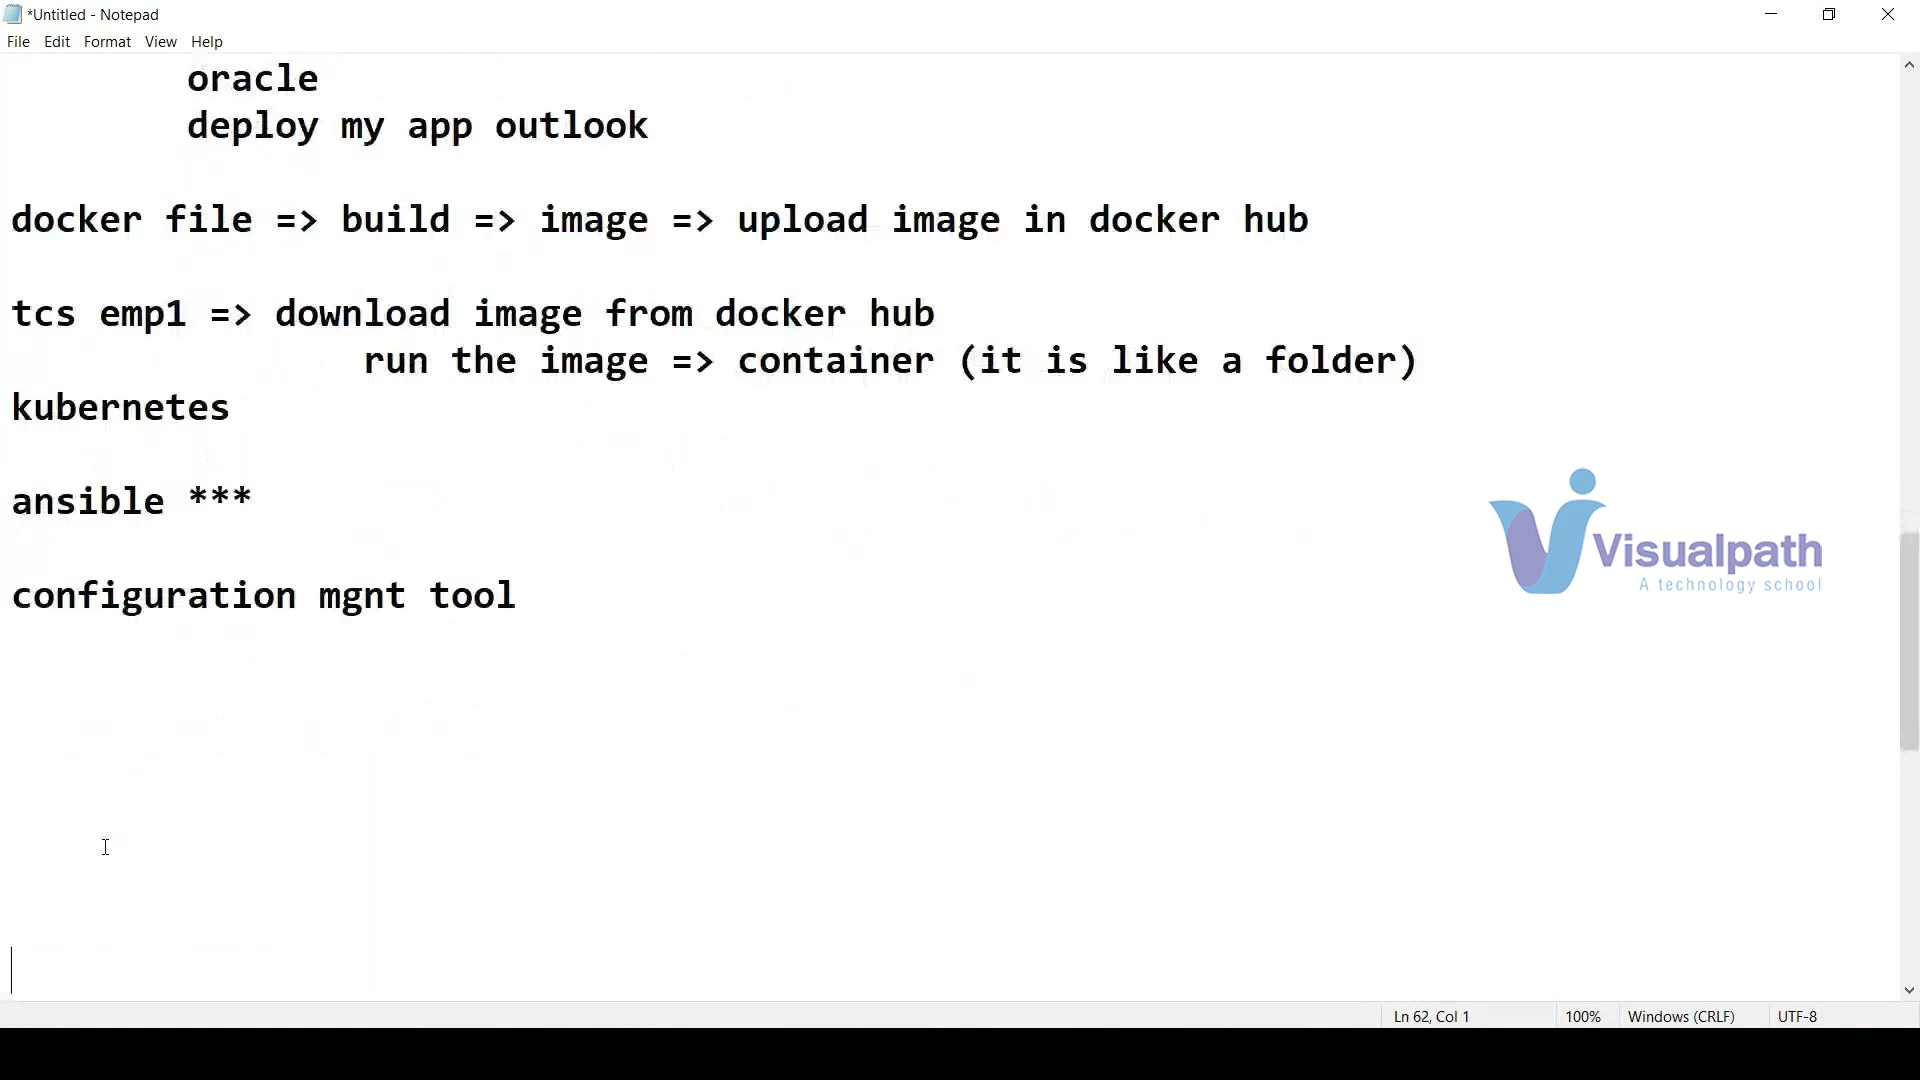 *Untitled - Notepad
File Edit Format View Help
oracle
deploy my app outlook
docker file => build => image => upload image in docker hub
tcs emp1 => download image from docker hub
run the image => container (it is like a folder)
kubernetes
ansible ***
configuration mgnt tool
Visualpath
A technology school
Ln 62, Col 1 100% Windows (CRLF) UTF-8